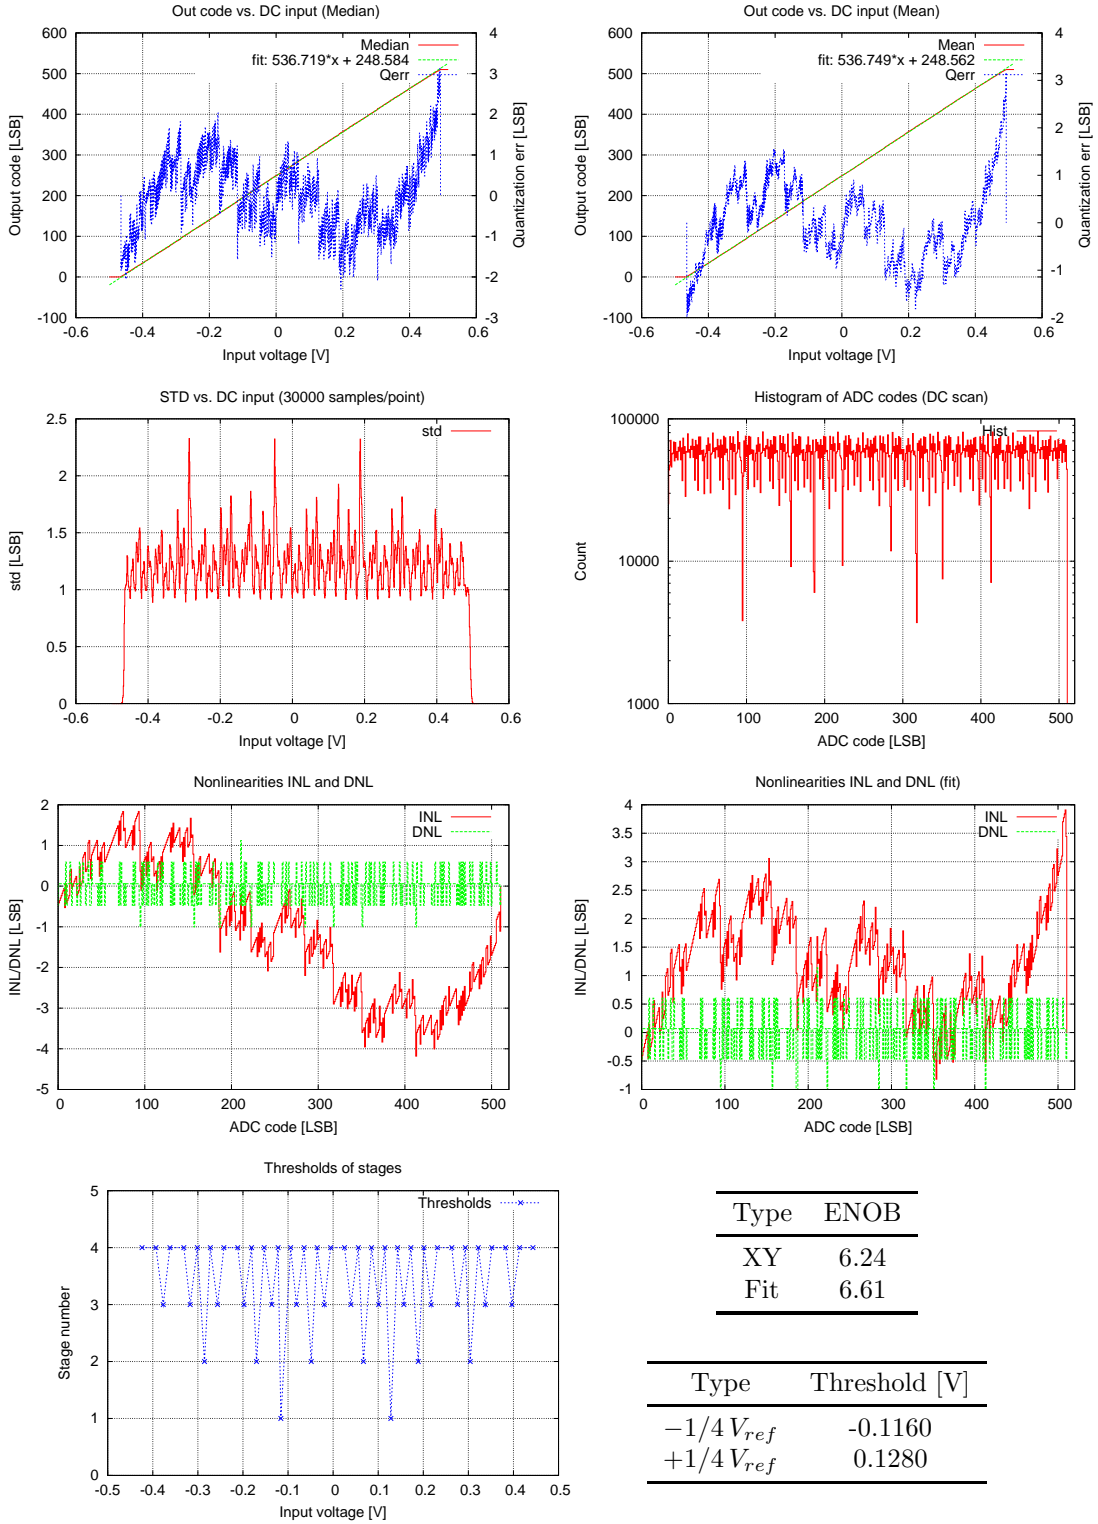 Out code vs. DC input (Median)
600
500
400
300
200
100
0
-100
4
3
2
1
0
-1
-2
-3
-0.6
-0.4
-0.2
0
0.2
0.4
0.6
Output code [LSB]
Quantization err [LSB]
Input voltage [V]
Median
fit: 536.719*x + 248.584
Qerr
Out code vs. DC input (Mean)
600
500
400
300
200
100
0
-100
4
3
2
1
0
-1
-2
-0.6
-0.4
-0.2
0
0.2
0.4
0.6
Output code [LSB]
Quantization err [LSB]
Input voltage [V]
Mean
fit: 536.749*x + 248.562
Qerr
STD vs. DC input (30000 samples/point)
2.5
2
1.5
1
0.5
0
-0.6
-0.4
-0.2
0
0.2
0.4
0.6
std [LSB]
Input voltage [V]
std
Histogram of ADC codes (DC scan)
100000
10000
1000
0
100
200
300
400
500
Count
ADC code [LSB]
Hist
Nonlinearities INL and DNL
2
1
0
-1
-2
-3
-4
-5
0
100
200
300
400
500
INL/DNL [LSB]
ADC code [LSB]
INL
DNL
Nonlinearities INL and DNL (fit)
4
3.5
3
2.5
2
1.5
1
0.5
0
-0.5
-1
0
100
200
300
400
500
INL/DNL [LSB]
ADC code [LSB]
INL
DNL
Thresholds of stages
5
4
3
2
1
0
-0.5
-0.4
-0.3
-0.2
-0.1
0
0.1
0.2
0.3
0.4
0.5
Stage number
Input voltage [V]
Thresholds
Type ENOB
XY 6.24
Fit 6.61
Type Threshold [V]
−1/4 Vref -0.1160
+1/4 Vref 0.1280